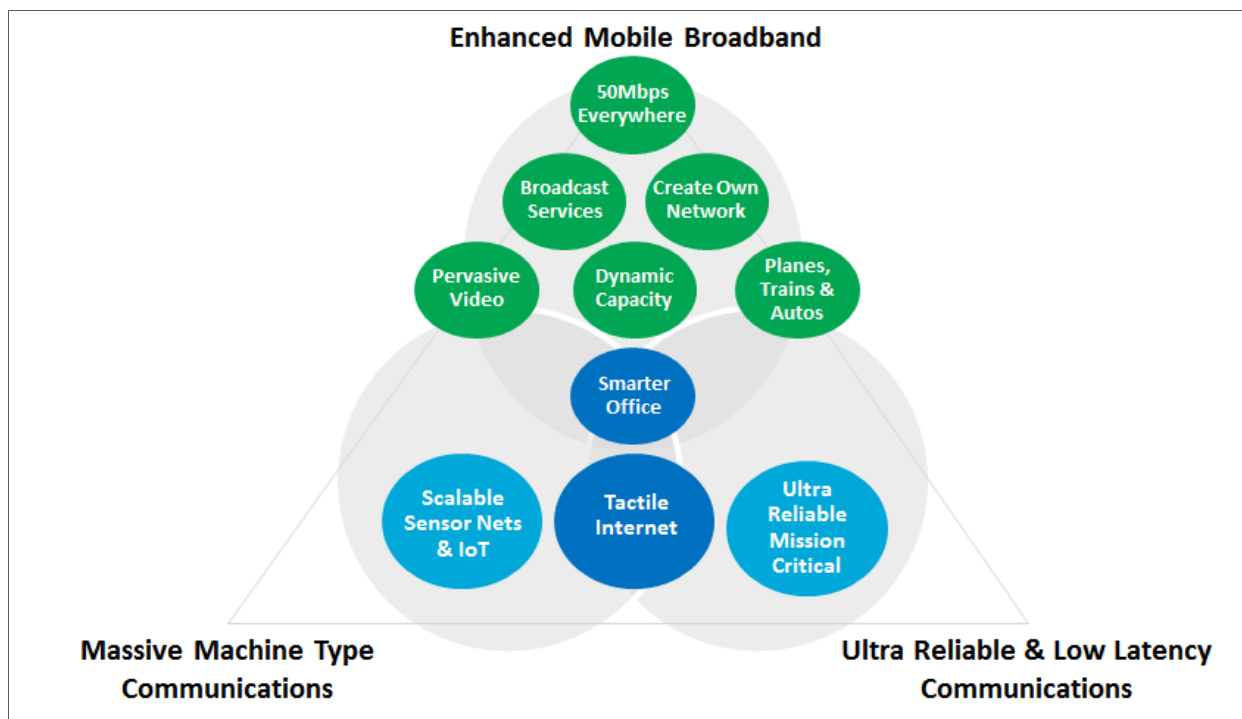 Enhanced Mobile Broadband
50Mbps
Everywhere
Broadcast
Services
Create Own
Network
Pervasive
Video
Dynamic
Capacity
Planes,
Trains &
Autos
Smarter
Office
Scalable
Sensor Nets
& IoT
Tactile
Internet
Ultra
Reliable
Mission
Critical
Massive Machine Type
Communications
Ultra Reliable & Low Latency
Communications